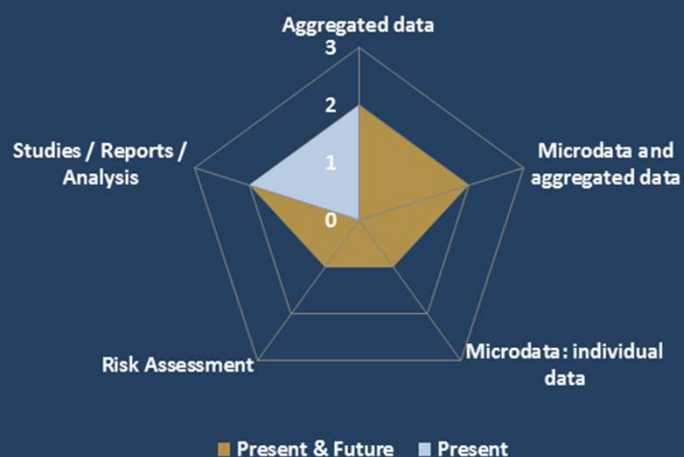 Aggregated data
3
2
1
0
Studies / Reports /
Analysis
Microdata and
aggregated data
Risk Assessment
Microdata: individual
data
Present & Future
Present